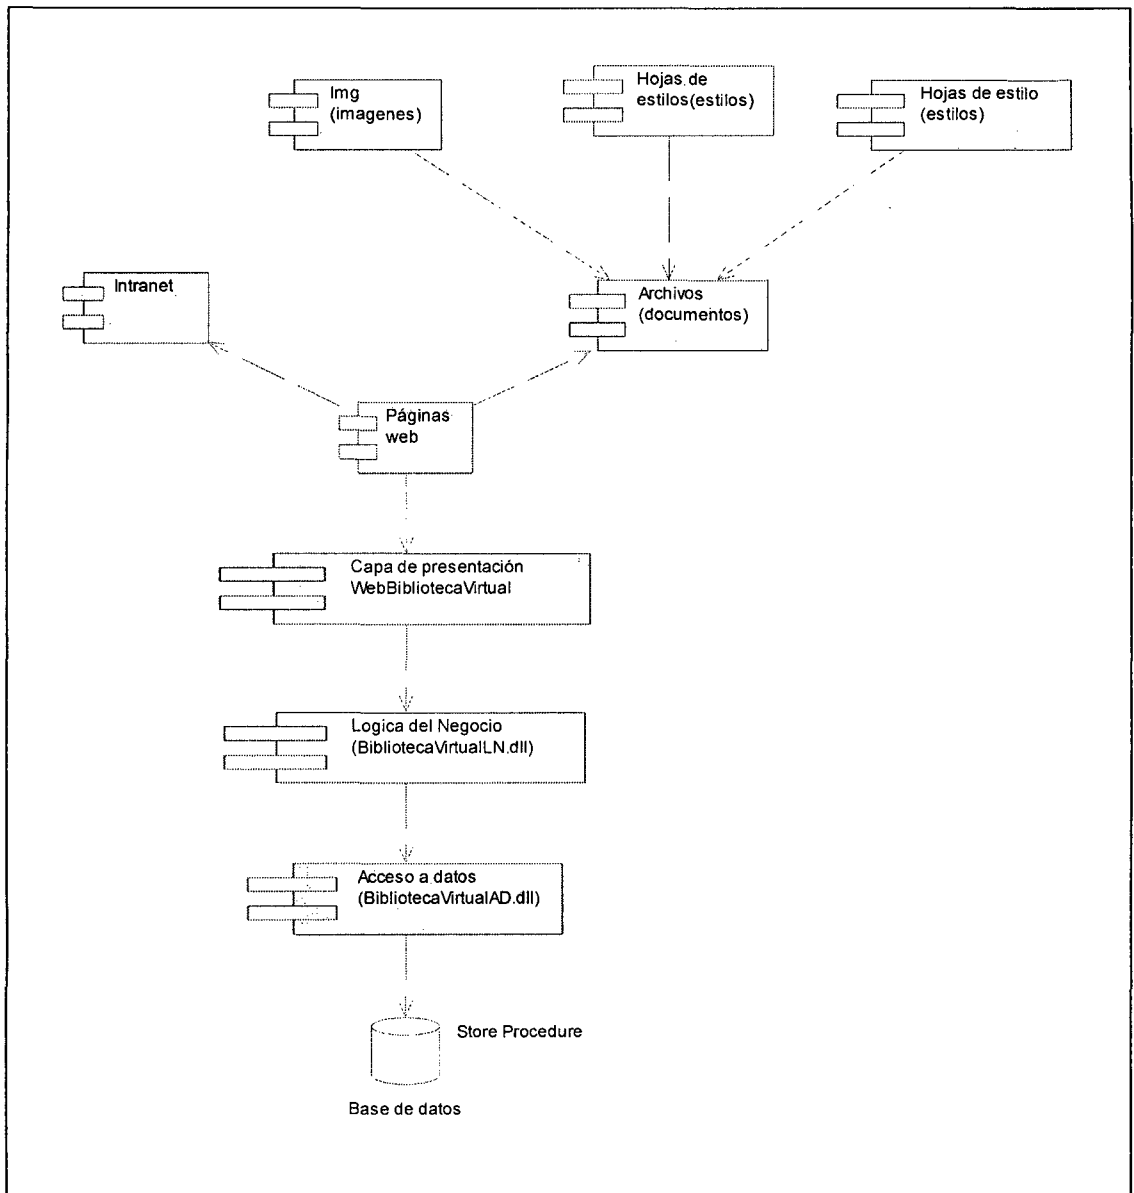 Img
(imagenes)
Hojas de
estilos(estilos)
Hojas de estilo
(estilos)
Intranet
Archivos
(documentos)
Páginas
web
Capa de presentación
WebBibliotecaVirtual
Logica del Negocio
(BibliotecaVirtualLN.dll)
Acceso a datos
(BibliotecaVirtualAD.dll)
Store Procedure
Base de datos